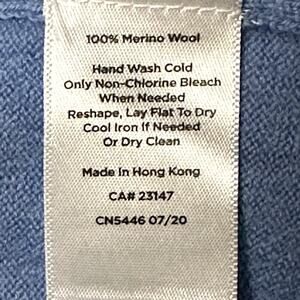 100% Merino Wool
Hand Wash Cold
Only Non-Chlorine Bleach
When Needed
Reshape, Lay Flat To Dry
Cool Iron If Needed
Or Dry Clean
Made In Hong Kong
CA# 23147
CN5446 07/20